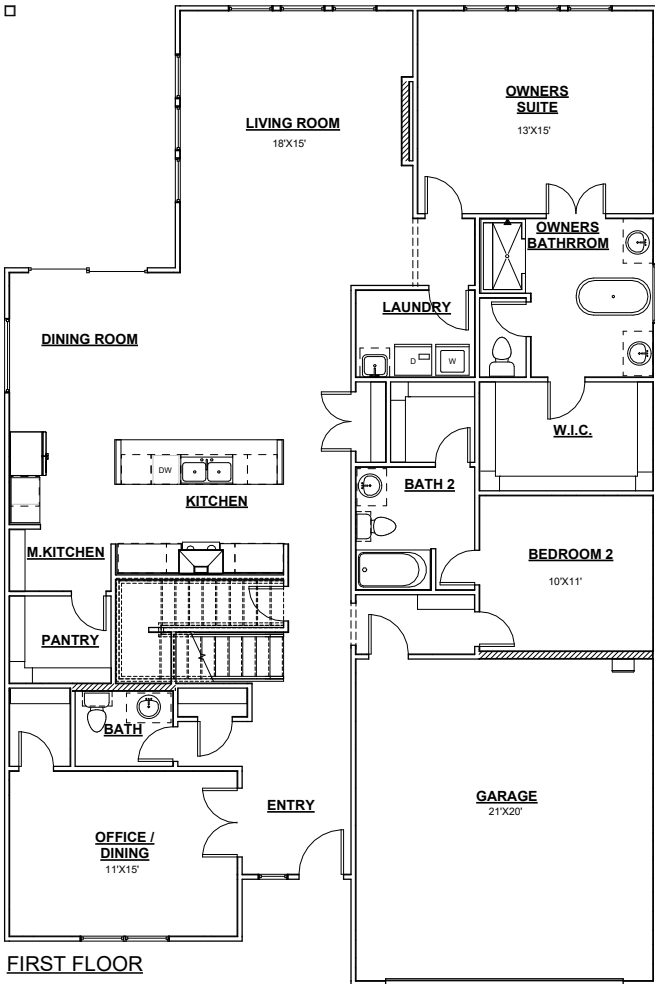 LIVING ROOM
18'X15'
OWNERS
SUITE
13'X15'
OWNERS
BATHRROM
LAUNDRY
D
W
DINING ROOM
W.I.C.
DW
KITCHEN
BATH 2
M.KITCHEN
BEDROOM 2
10'X11'
PANTRY
BATH
ENTRY
GARAGE
21'X20'
OFFICE /
DINING
11'X15'
FIRST FLOOR